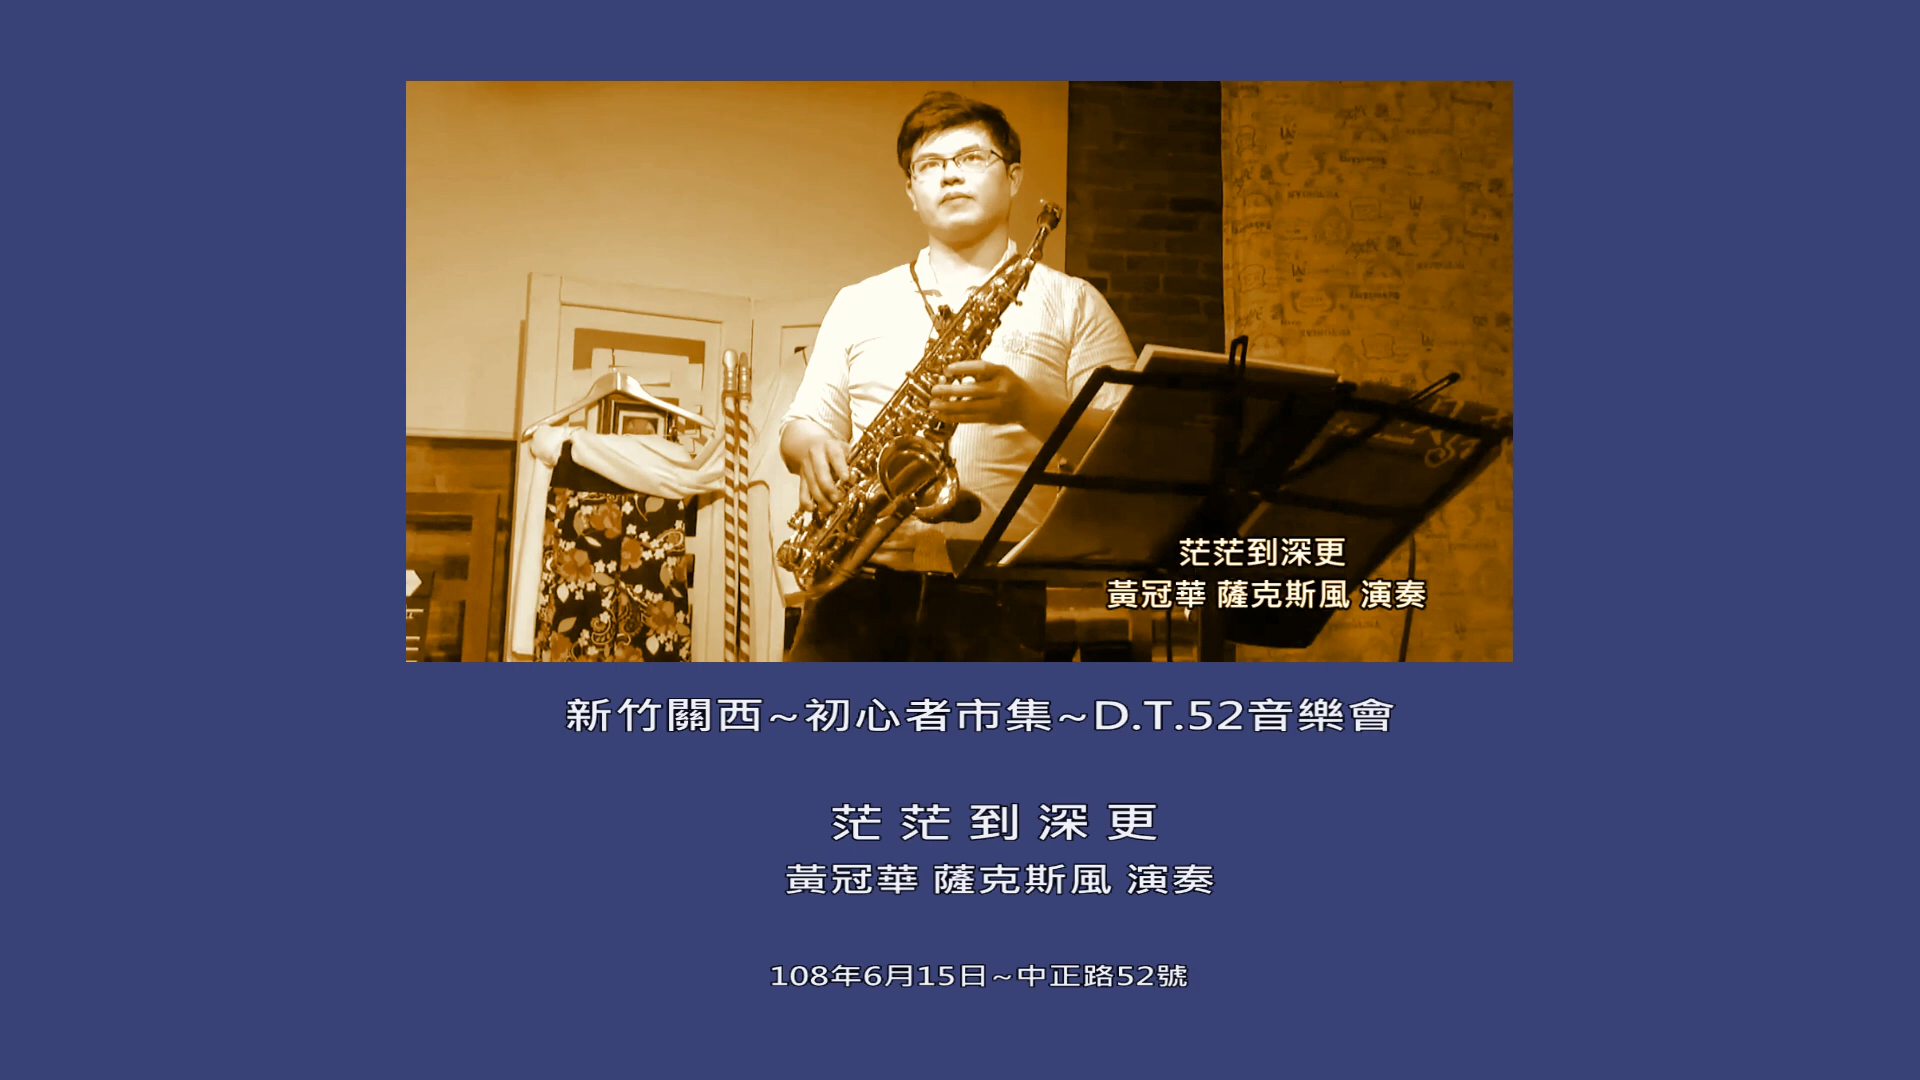 茫茫到深更
黃冠華 薩克斯風 演奏
新竹關西~初心者市集~D.T.52音樂會
茫茫到深更
黃冠華 薩克斯風 演奏
108年6月15日~中正路52號